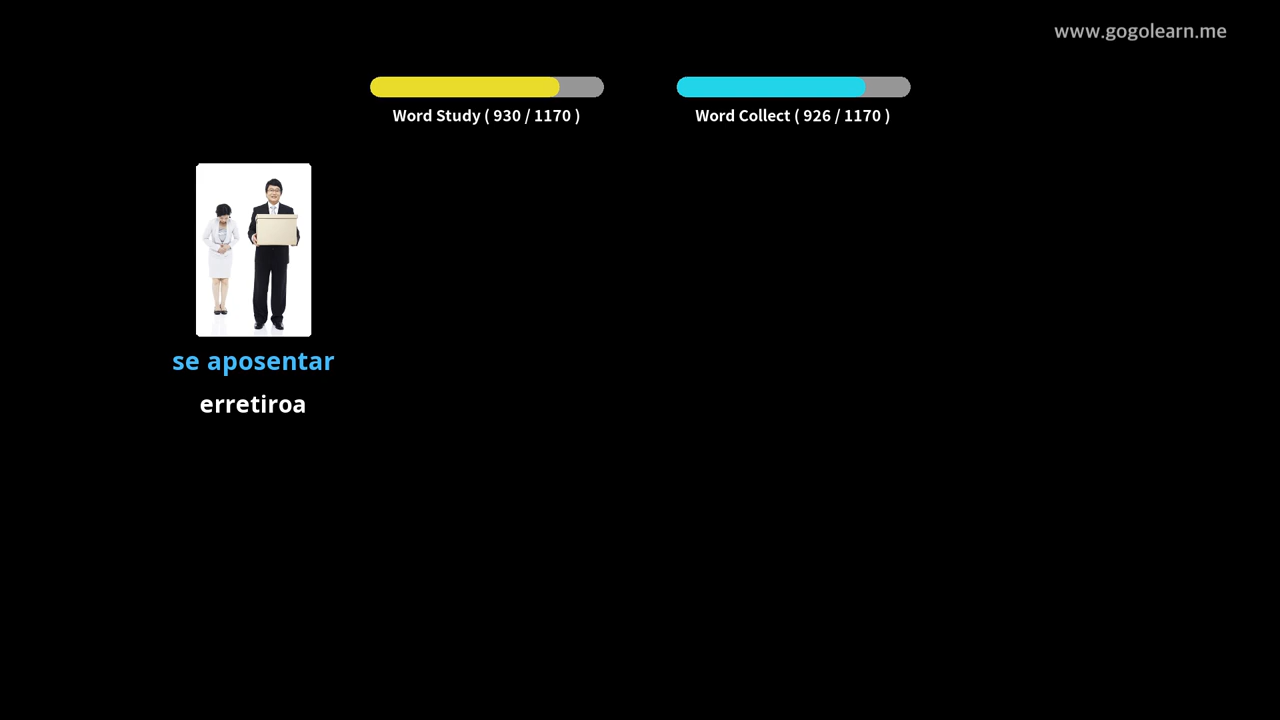 www.gogolearn.me
Word Study ( 930 / 1170 )
Word Collect ( 926 / 1170 )
se aposentar
erretiroa